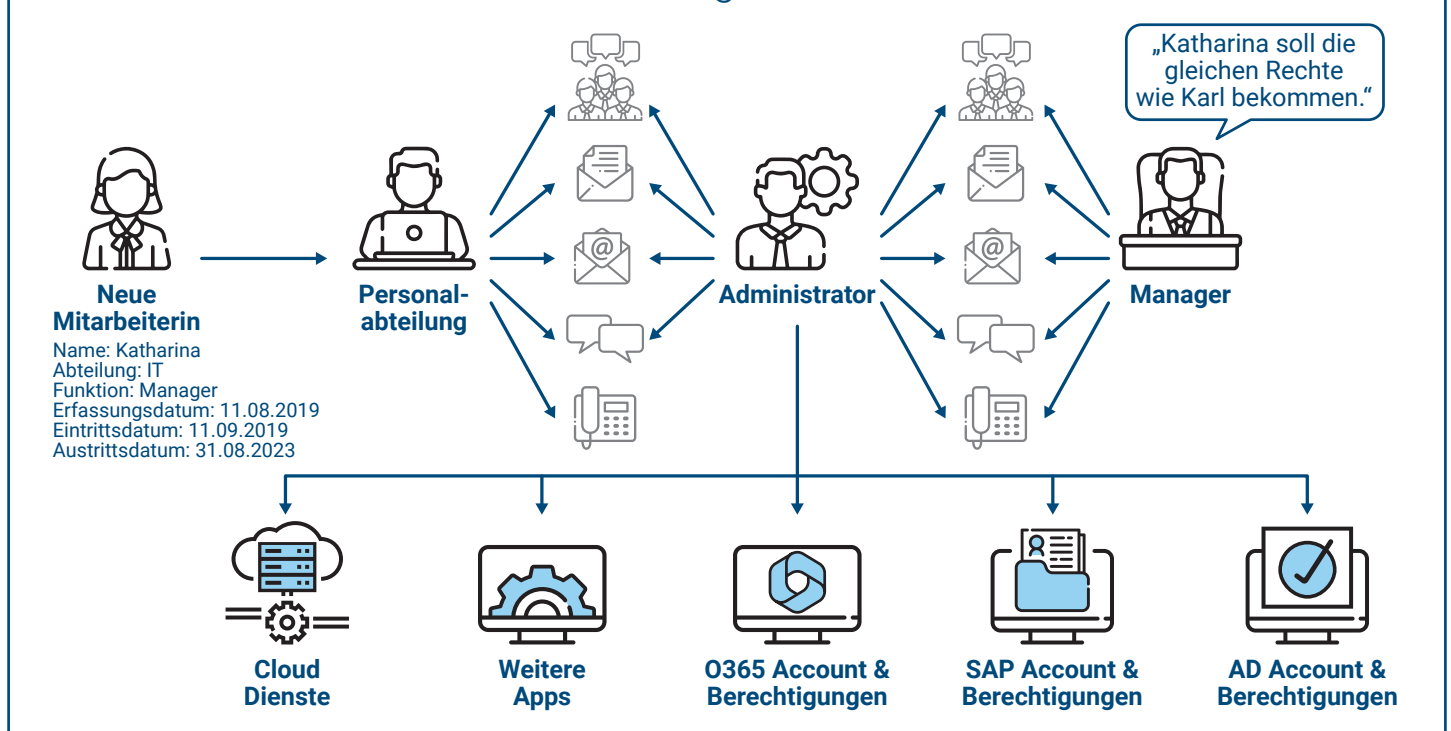 „Katharina soll die
gleichen Rechte
wie Karl bekommen.“
Neue
Mitarbeiterin
Name: Katharina
Abteilung: IT
Funktion: Manager
Erfassungsdatum: 11.08.2019
Eintrittsdatum: 11.09.2019
Austrittsdatum: 31.08.2023
Personal-
abteilung
Administrator
Manager
Cloud
Dienste
Weitere
Apps
O365 Account &
Berechtigungen
SAP Account &
Berechtigungen
AD Account &
Berechtigungen